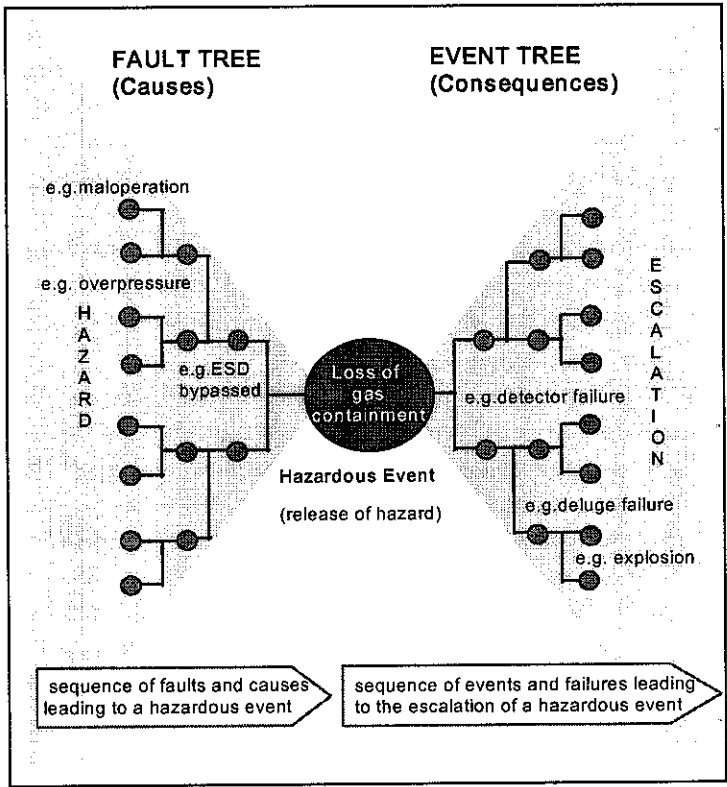 FAULT TREE
(Causes)
EVENT TREE
(Consequences)
e.g.maloperation
e.g. overpressure
HAZARD
e.g.ESD
bypassed
Loss of
gas
containment
Hazardous Event
(release of hazard)
e.g.detector failure
ESCALATION
e.g.deluge failure
e.g. explosion
sequence of faults and causes
leading to a hazardous event
sequence of events and failures leading
to the escalation of a hazardous event